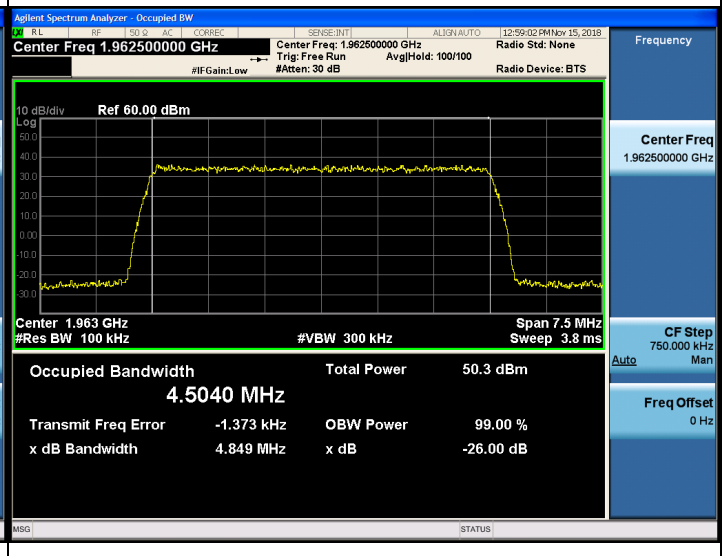 Agilent Spectrum Analyzer - Occupied BW
RL RF 50 Ω AC CORREC SENSE:INT ALIGN AUTO 12:59:02 PM Nov 15, 2018
Center Freq 1.962500000 GHz Center Freq: 1.962500000 GHz Radio Std: None
Trig: Free Run Avg|Hold: 100/100
#IFGain:Low #Atten: 30 dB Radio Device: BTS
Frequency
10 dB/div Ref 60.00 dBm
Log
50.0
40.0
30.0
20.0
10.0
0.00
-10.0
-20.0
-30.0
Center 1.963 GHz Span 7.5 MHz
#Res BW 100 kHz #VBW 300 kHz Sweep 3.8 ms
Occupied Bandwidth Total Power 50.3 dBm
4.5040 MHz
Transmit Freq Error -1.373 kHz OBW Power 99.00 %
x dB Bandwidth 4.849 MHz x dB -26.00 dB
Center Freq
1.962500000 GHz
CF Step
750.000 kHz
Auto Man
Freq Offset
0 Hz
MSG STATUS